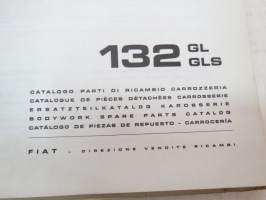 132 GL
GLS
CATALOGO PARTI DI RICAMBIO CARROZZERIA
CATALOGUE DE PIÈCES DÉTACHÉES CARROSSERIE
ERSATZTEILKATALOG KAROSSERIE
BODYWORK SPARE PARTS CATALOG
CATÁLOGO DE PIEZAS DE REPUESTO - CARROCERÍA
FIAT - DIREZIONE VENDITE RICAMBI